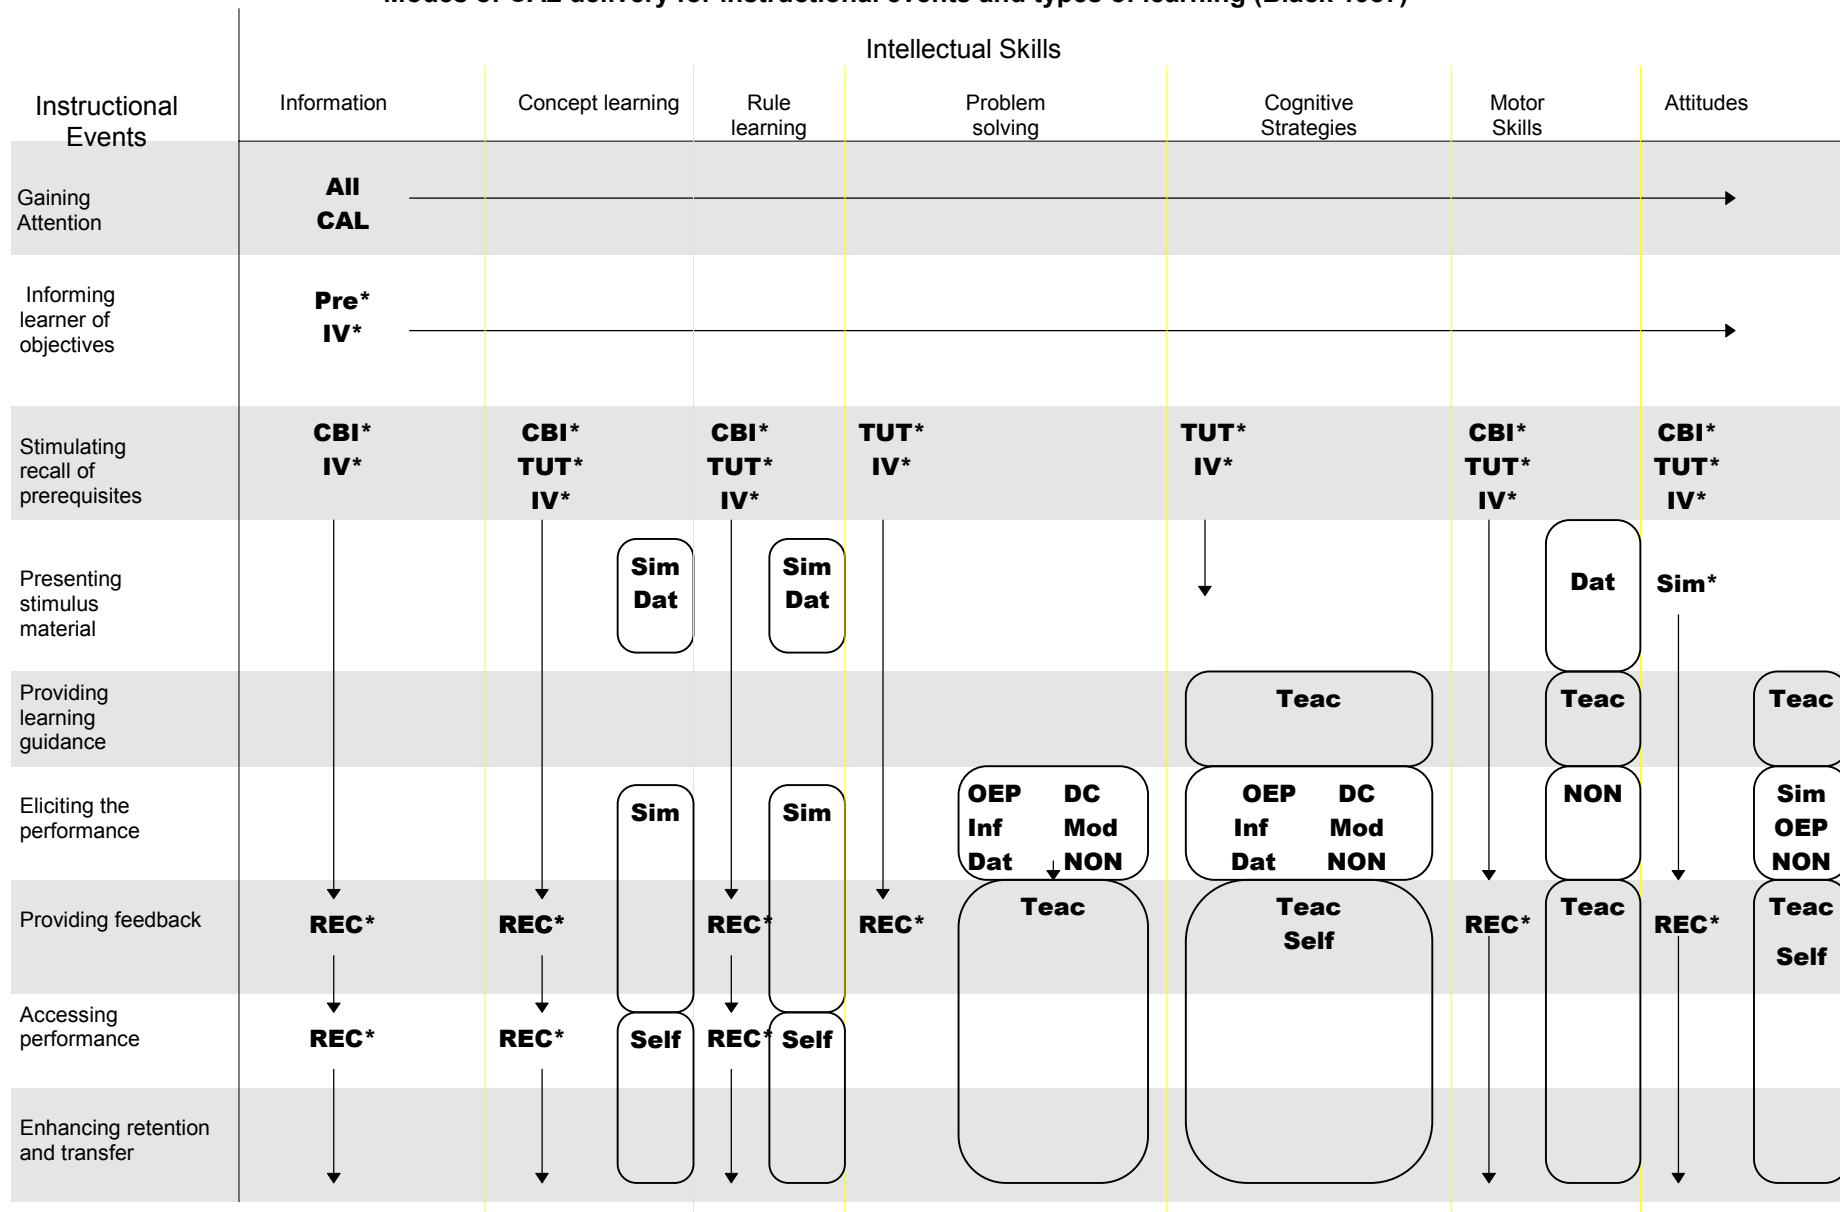 Modes of CAL delivery for instructional events and types of learning (Black 1987)
Intellectual Skills
Instructional
Events
Information
Concept learning
Rule
learning
Problem
solving
Cognitive
Strategies
Motor
Skills
Attitudes
Gaining
Attention
All
CAL
Informing
learner of
objectives
Pre*
IV*
Stimulating
recall of
prerequisites
CBI*
IV*
CBI*
TUT*
IV*
CBI*
TUT*
IV*
TUT*
IV*
TUT*
IV*
CBI*
TUT*
IV*
CBI*
TUT*
IV*
Presenting
stimulus
material
Sim
Dat
Sim
Dat
Dat
Sim*
Providing
learning
guidance
Teac
Teac
Teac
Eliciting the
performance
Sim
Sim
OEP DC
Inf Mod
Dat NON
OEP DC
Inf Mod
Dat NON
NON
Sim
OEP
NON
Providing feedback
REC*
REC*
REC*
REC*
Teac
Teac
Self
REC*
Teac
REC*
Teac
Self
Accessing
performance
REC*
REC*
Self
REC*
Self
Enhancing retention
and transfer